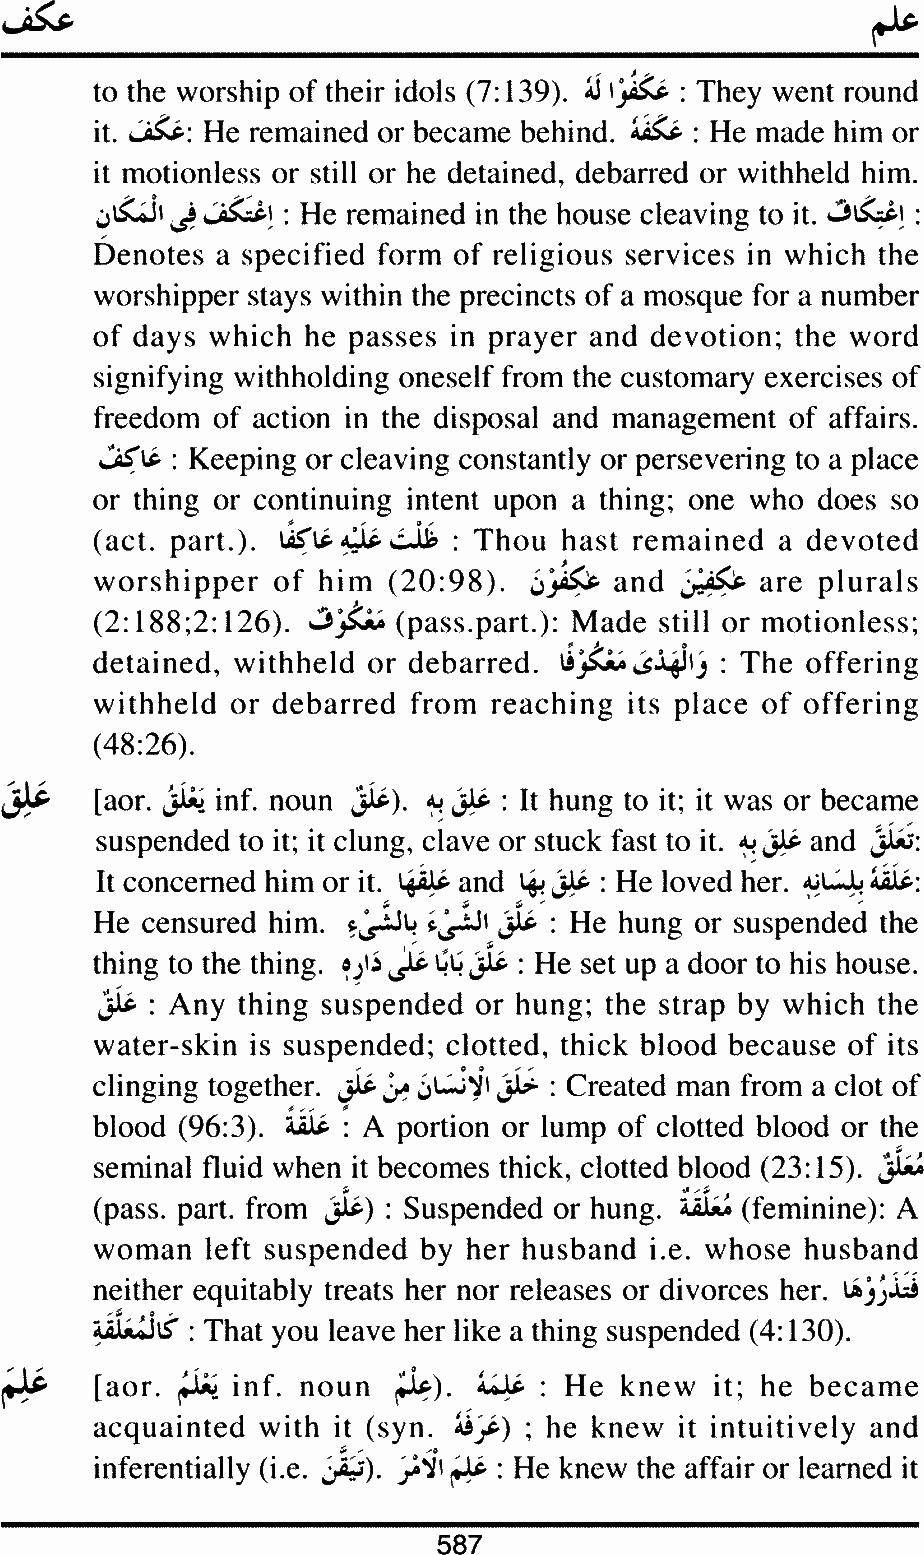 عکف علم
to the worship of their idols (7:139). عَكَفُوْا لَهُ : They went round
it. عَكَفَ: He remained or became behind. عَكَفَهُ : He made him or
it motionless or still or he detained, debarred or withheld him.
اِعْتَكَفَ فِى الْمَكَانِ : He remained in the house cleaving to it. اِعْتِكَافٌ :
Denotes a specified form of religious services in which the
worshipper stays within the precincts of a mosque for a number
of days which he passes in prayer and devotion; the word
signifying withholding oneself from the customary exercises of
freedom of action in the disposal and management of affairs.
عَاكِفٌ : Keeping or cleaving constantly or persevering to a place
or thing or continuing intent upon a thing; one who does so
(act. part.). ظَلْتَ عَلَيْهِ عَاكِفًا : Thou hast remained a devoted
worshipper of him (20:98). عٰكِفُوْنَ and عٰكِفِيْنَ are plurals
(2:188;2:126). مَعْكُوْفٌ (pass.part.): Made still or motionless;
detained, withheld or debarred. وَالْهَدْىَ مَعْكُوْفًا : The offering
withheld or debarred from reaching its place of offering
(48:26).
عَلِقَ [aor. يَعْلَقُ inf. noun عَلَقٌ). عَلِقَ بِهِ : It hung to it; it was or became
suspended to it; it clung, clave or stuck fast to it. عَلِقَ بِهِ and تَعَلَّقَ:
It concerned him or it. عَلِقَهَا and عَلِقَ بِهَا : He loved her. عَلَقَهُ بِلِسَانِهِ:
He censured him. عَلَّقَ الشَّىْءَ بِالشَّىْءِ : He hung or suspended the
thing to the thing. عَلَّقَ بَابًا عَلٰى دَارِهِ : He set up a door to his house.
عَلَقٌ : Any thing suspended or hung; the strap by which the
water-skin is suspended; clotted, thick blood because of its
clinging together. خَلَقَ الْاِنْسَانَ مِنْ عَلَقٍ : Created man from a clot of
blood (96:3). عَلَقَةٌ : A portion or lump of clotted blood or the
seminal fluid when it becomes thick, clotted blood (23:15). مُعَلَّقٌ
(pass. part. from عَلَّقَ) : Suspended or hung. مُعَلَّقَةٌ (feminine): A
woman left suspended by her husband i.e. whose husband
neither equitably treats her nor releases or divorces her. فَتَذَرُوْهَا
كَالْمُعَلَّقَةِ : That you leave her like a thing suspended (4:130).
عَلِمَ [aor. يَعْلَمُ inf. noun عِلْمٌ). عَلِمَهُ : He knew it; he became
acquainted with it (syn. عَرَفَهُ) ; he knew it intuitively and
inferentially (i.e. تَيَقَّنَ). عَلِمَ الْاَمْرَ : He knew the affair or learned it
587